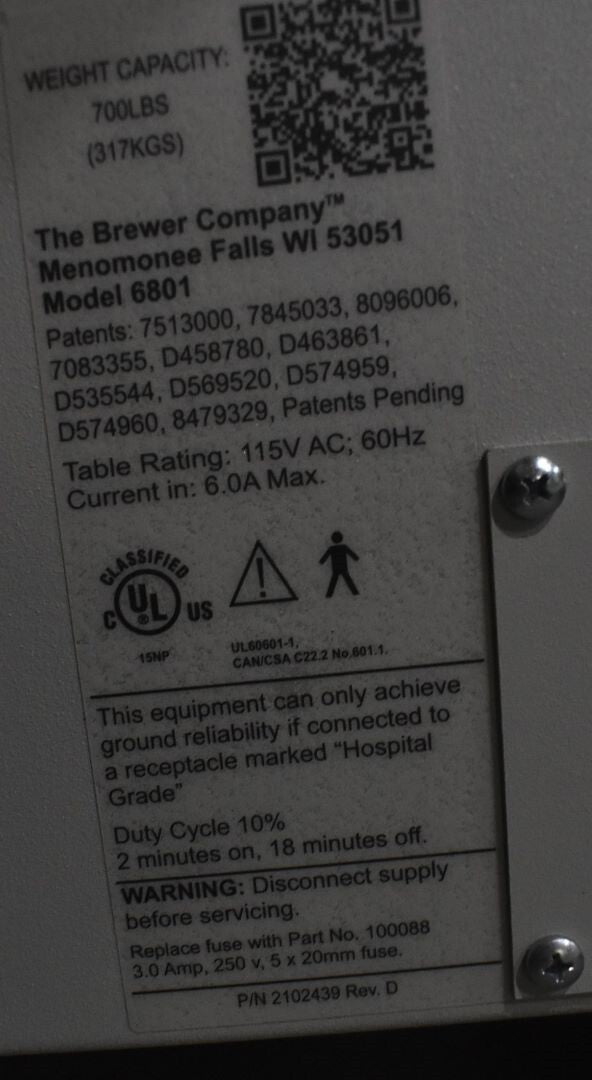 WEIGHT CAPACITY:
700LBS
(317KGS)
The Brewer Company™
Menomonee Falls WI 53051
Model 6801
Patents: 7513000, 7845033, 8096006,
7083355, D458780, D463861,
D535544, D569520, D574959,
D574960, 8479329, Patents Pending
Table Rating: 115V AC; 60Hz
Current in: 6.0A Max.
CLASSIFIED
C UL® US
15NP
UL60601-1,
CAN/CSA C22.2 No.601.1.
This equipment can only achieve
ground reliability if connected to
a receptacle marked “Hospital
Grade”
Duty Cycle 10%
2 minutes on, 18 minutes off.
WARNING: Disconnect supply
before servicing.
Replace fuse with Part No. 100088
3.0 Amp, 250 v, 5 x 20mm fuse.
P/N 2102439 Rev. D